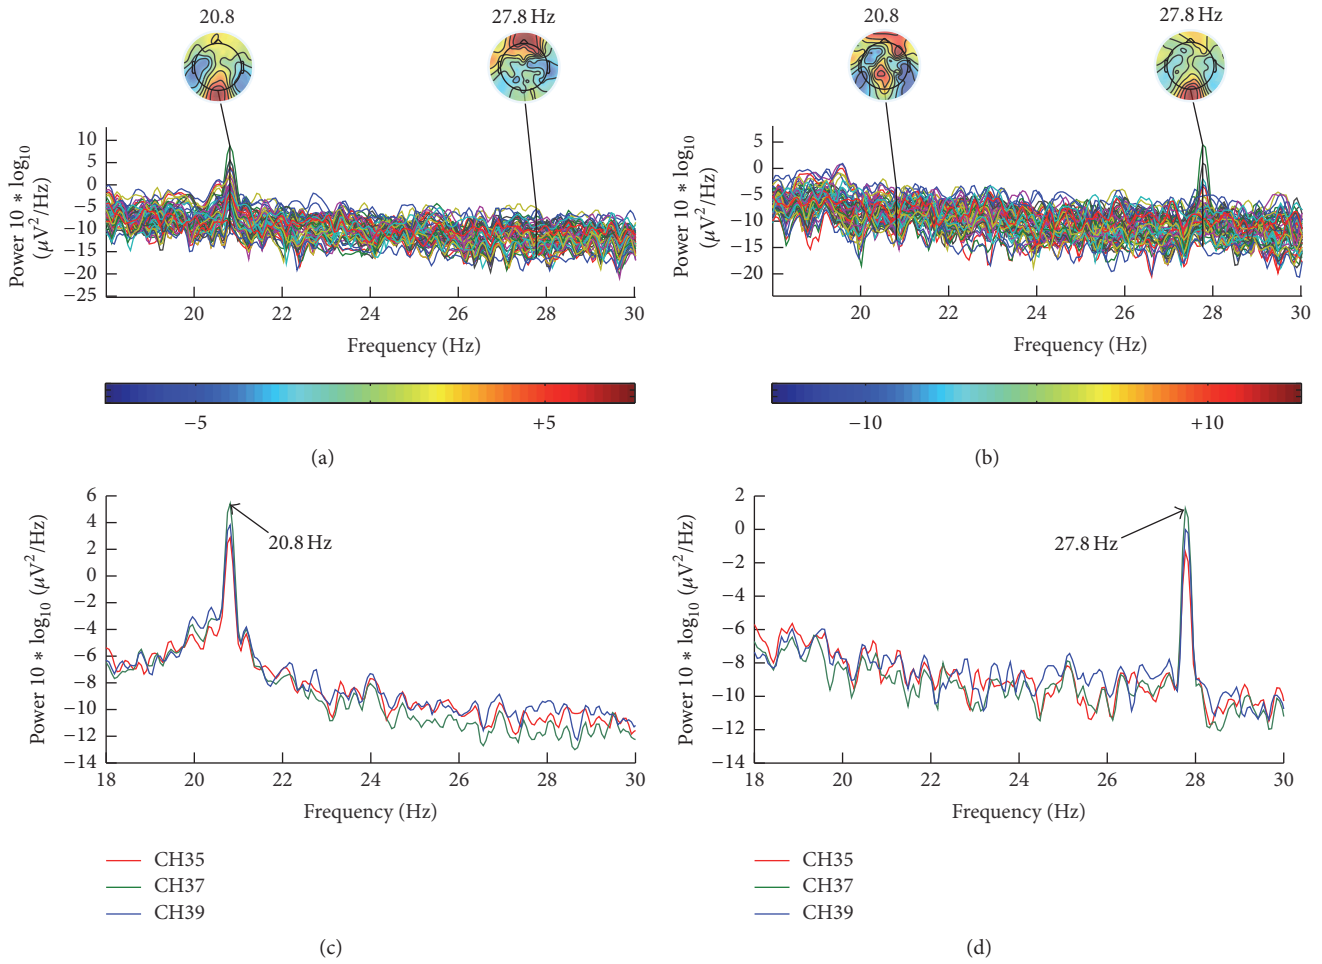 20.8
27.8 Hz
20.8
27.8 Hz
Power 10 * log10
(μV²/Hz)
10
5
0
−5
−10
−15
−20
−25
20
22
24
26
28
30
Frequency (Hz)
−5
+5
(a)
Power 10 * log10
(μV²/Hz)
5
0
−5
−10
−15
−20
20
22
24
26
28
30
Frequency (Hz)
−10
+10
(b)
Power 10 * log10 (μV²/Hz)
6
4
2
0
−2
−4
−6
−8
−10
−12
−14
18
20
22
24
26
28
30
20.8 Hz
Frequency (Hz)
CH35
CH37
CH39
(c)
Power 10 * log10 (μV²/Hz)
2
0
−2
−4
−6
−8
−10
−12
−14
18
20
22
24
26
28
30
27.8 Hz
Frequency (Hz)
CH35
CH37
CH39
(d)